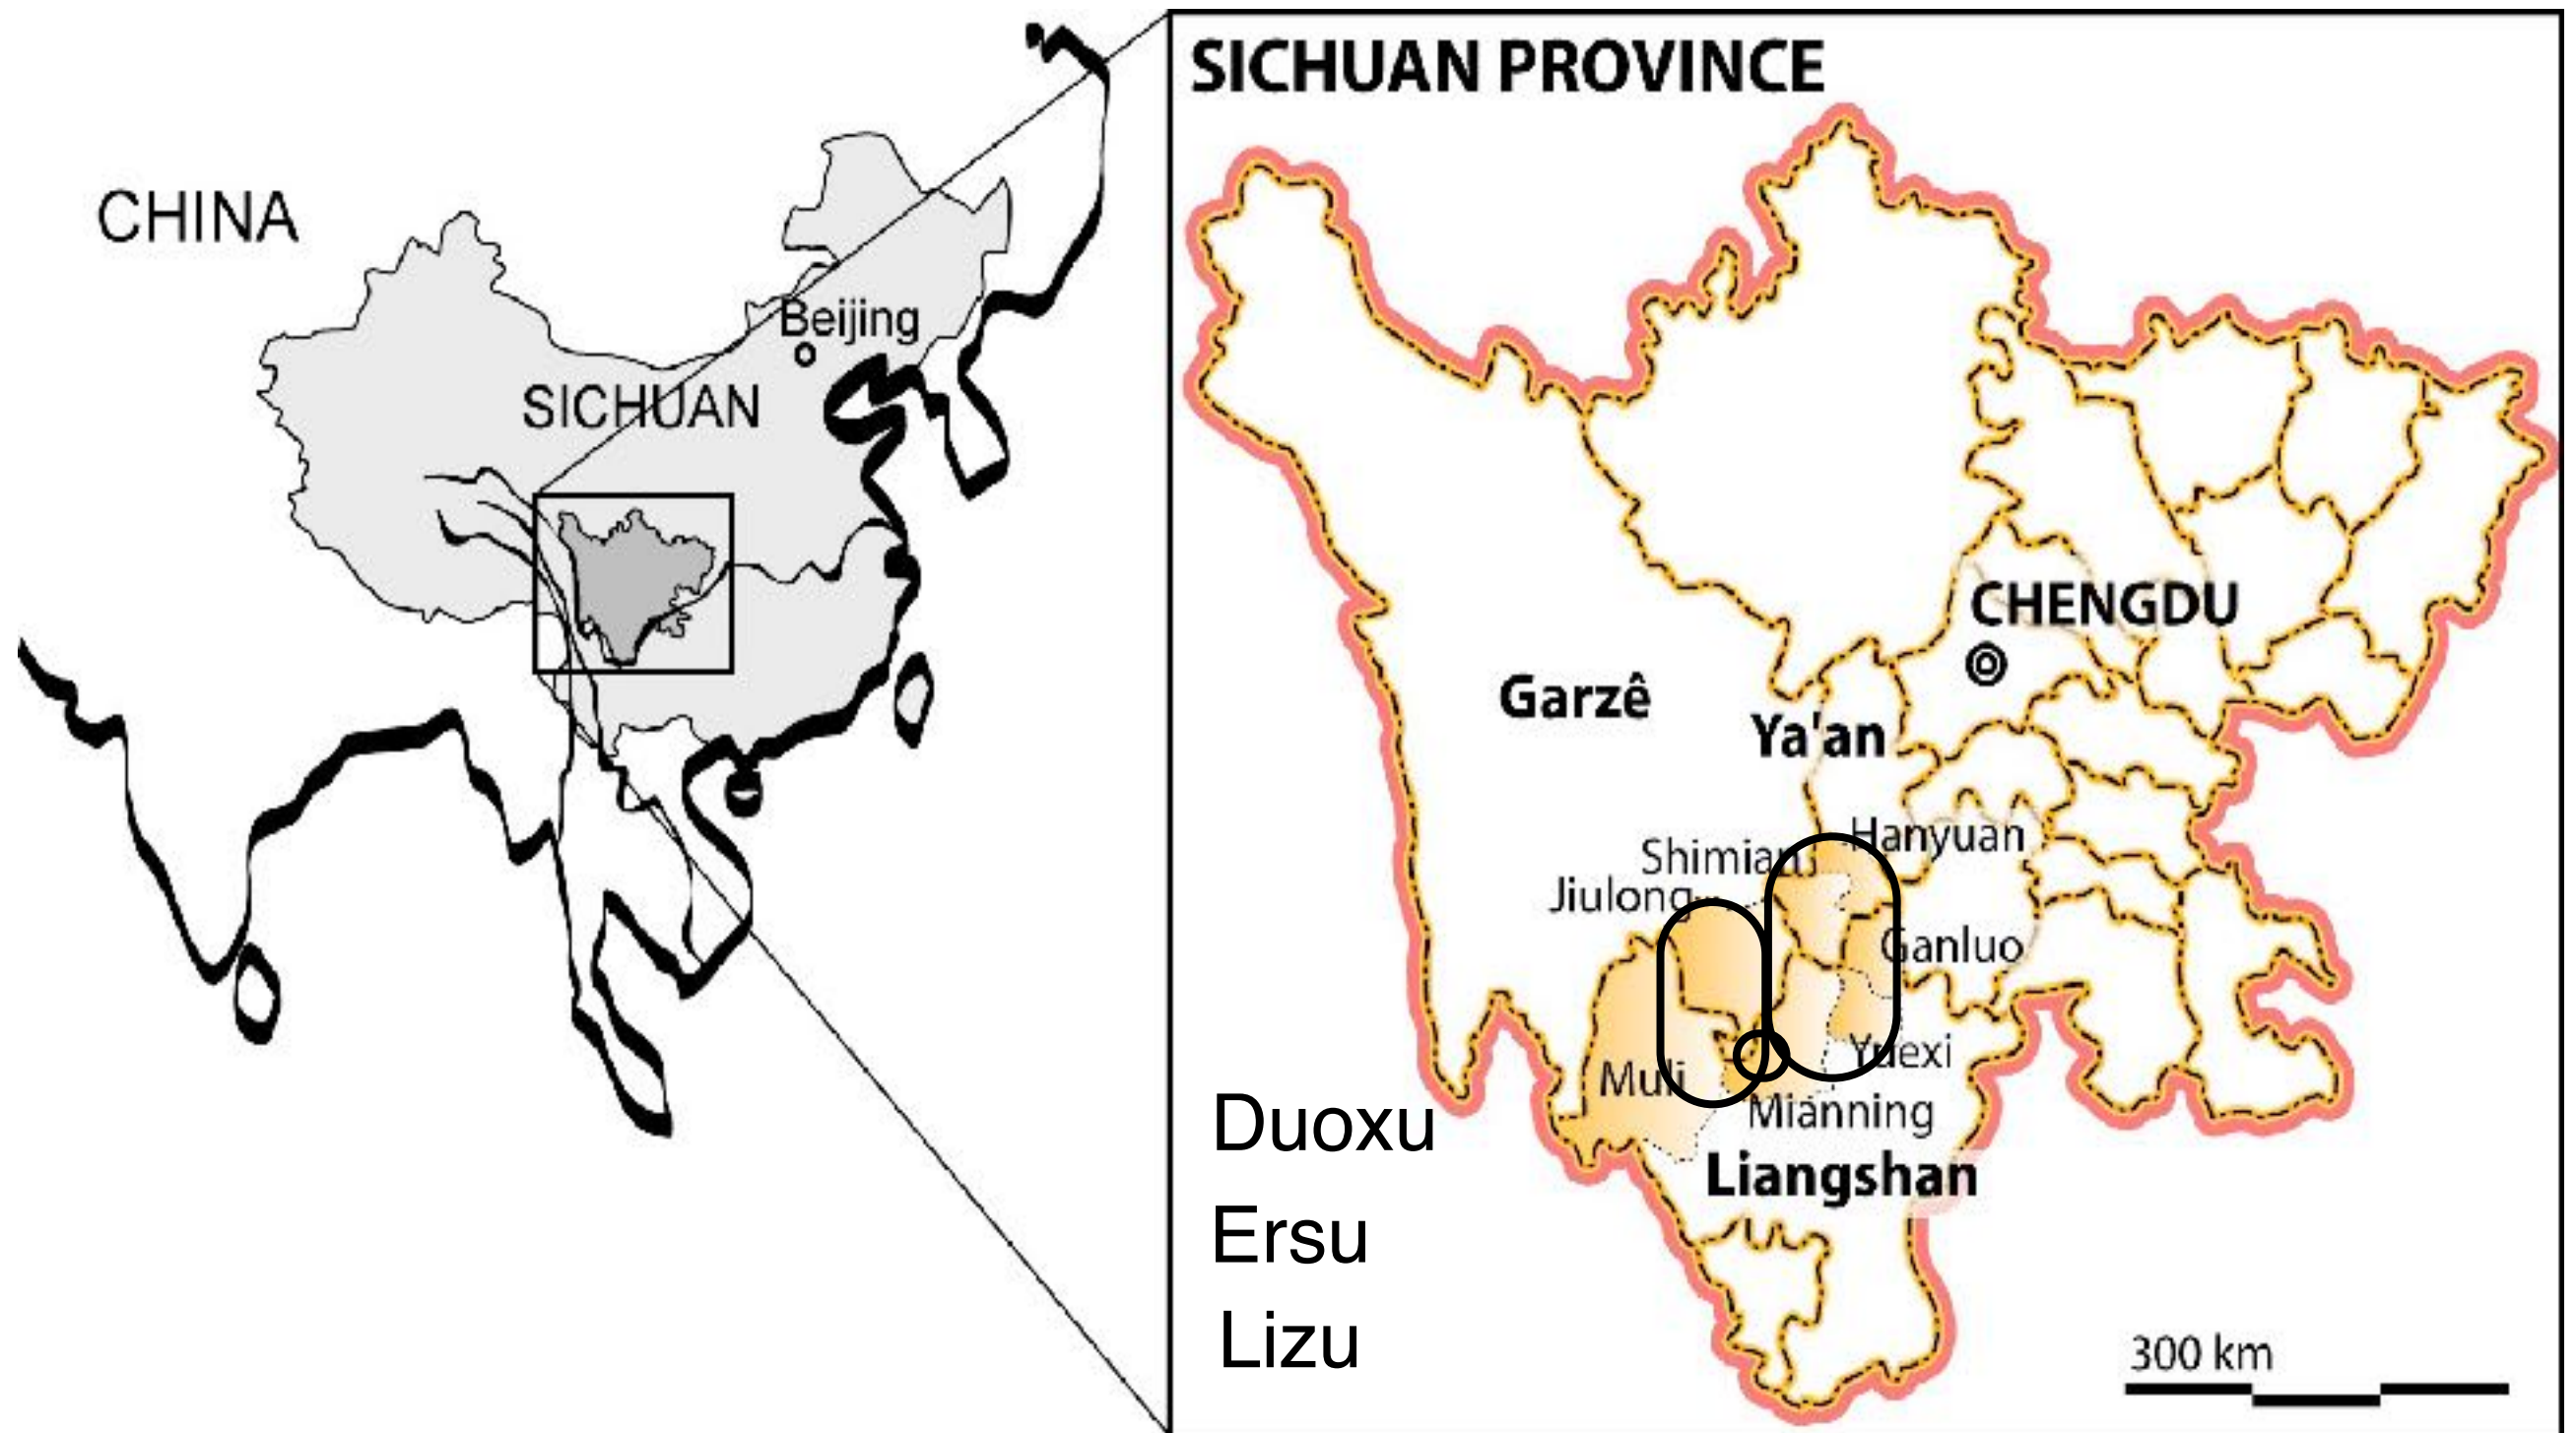 CHINA
Beijing
SICHUAN
SICHUAN PROVINCE
CHENGDU
Garzê
Ya'an
Hanyuan
Shimian
Jiulong
Ganluo
Yuexi
Muli
Mianning
Liangshan
Duoxu
Ersu
Lizu
300 km